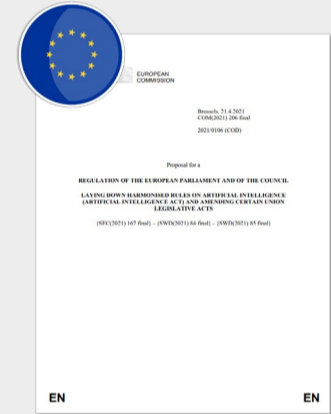 EUROPEAN
COMMISSION
Brussels, 21.4.2021
COM(2021) 206 final
2021/0106 (COD)
Proposal for a
REGULATION OF THE EUROPEAN PARLIAMENT AND OF THE COUNCIL
LAYING DOWN HARMONISED RULES ON ARTIFICIAL INTELLIGENCE
(ARTIFICIAL INTELLIGENCE ACT) AND AMENDING CERTAIN UNION
LEGISLATIVE ACTS
{SEC(2021) 167 final} - {SWD(2021) 84 final} - {SWD(2021) 85 final}
EN EN